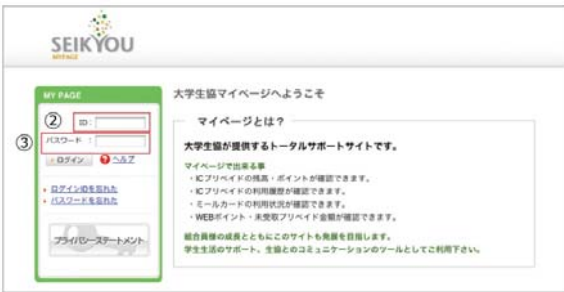 SEIKYOU
MYPAGE
MY PAGE
② ID：
③ パスワード ：
ログイン ? ヘルプ
ログインIDを忘れた
パスワードを忘れた
プライバシーステートメント
大学生協マイページへようこそ
マイページとは？
大学生協が提供するトータルサポートサイトです。
マイページで出来る事
・ICプリペイドの残高・ポイントが確認できます。
・ICプリペイドの利用履歴が確認できます。
・ミールカードの利用状況が確認できます。
・WEBポイント・未受取プリペイド金額が確認できます。
組合員様の成長とともにこのサイトも発展を目指します。
学生生活のサポート、生協とのコミュニケーションのツールとしてご利用下さい。